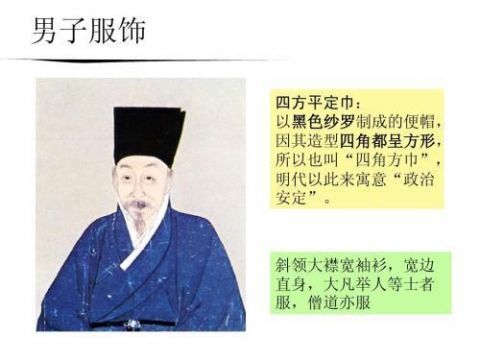 男子服饰
四方平定巾：
以黑色纱罗制成的便帽，
因其造型四角都呈方形，
所以也叫“四角方巾”，
明代以此来寓意“政治
安定”。
斜领大襟宽袖衫，宽边
直身，大凡举人等士者
服，僧道亦服